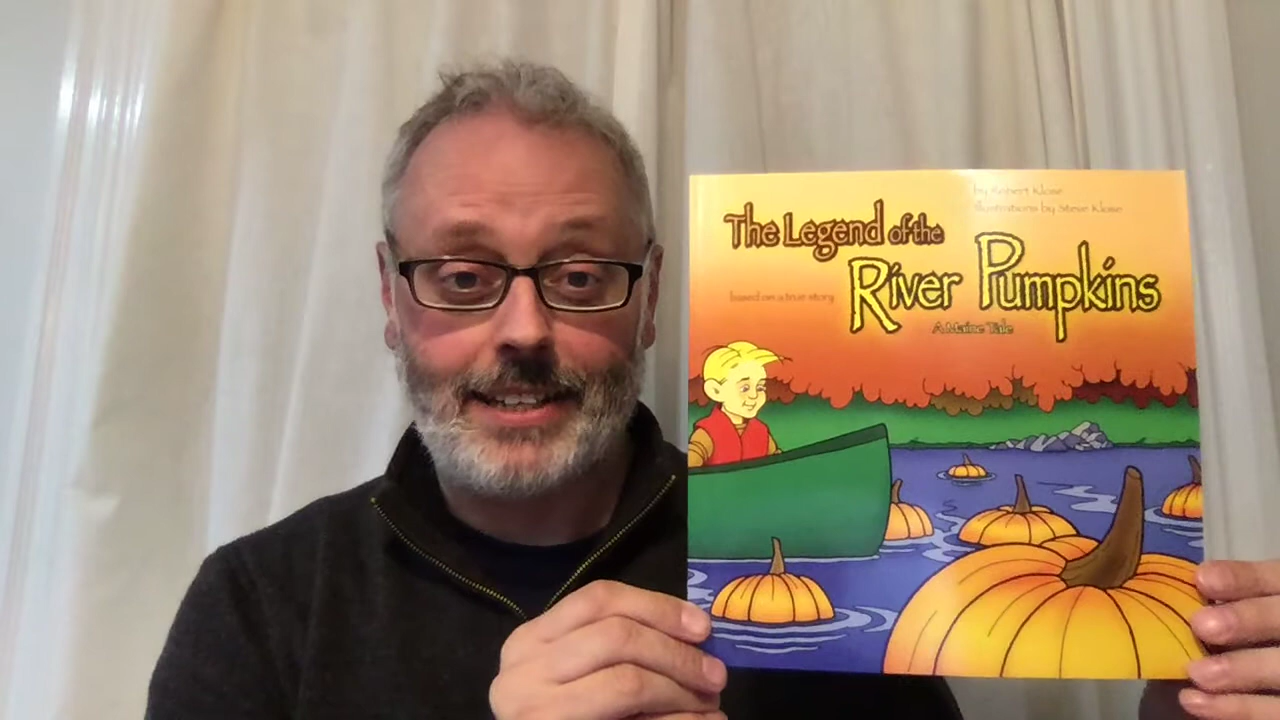 by Robert Klose
illustrations by Steve Klose
The Legend of the
River Pumpkins
based on a true story
A Maine Tale